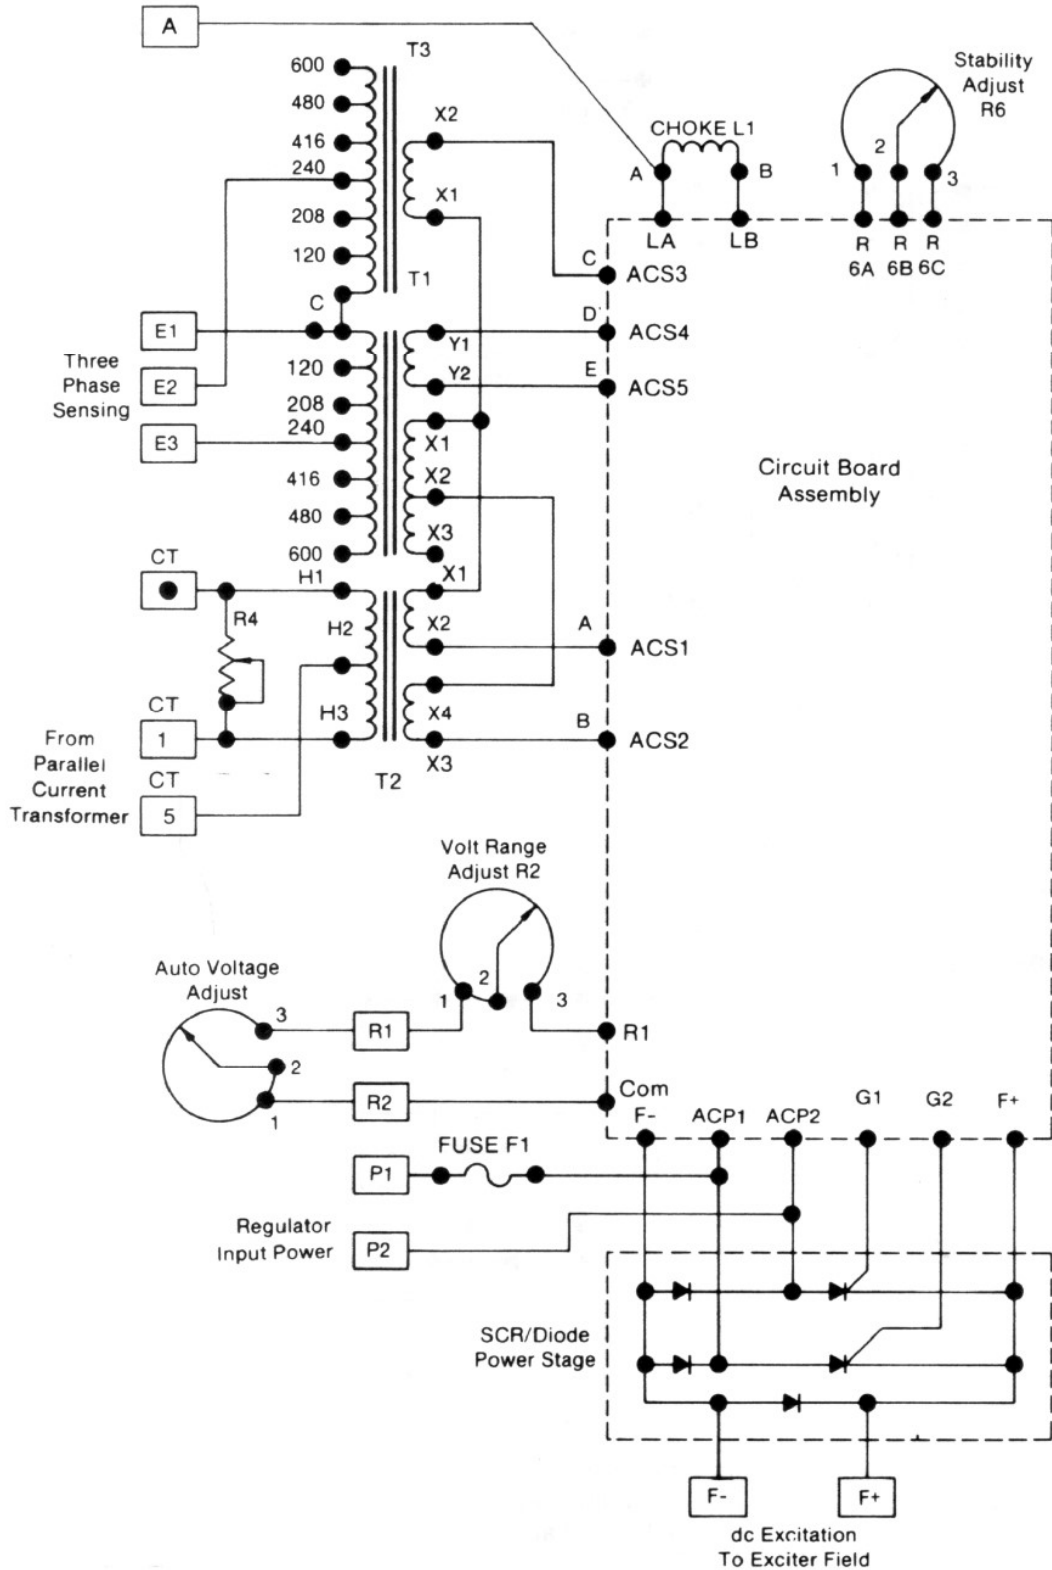 A
T3
600
480
416
240
208
120
X2
X1
T1
C
CHOKE L1
A
B
LA
LB
Stability
Adjust
R6
1
2
3
R
6A
R
6B
R
6C
C
ACS3
D
ACS4
E
ACS5
E1
E2
E3
Three
Phase
Sensing
120
208
240
416
480
600
Y1
Y2
X1
X2
X3
Circuit Board
Assembly
CT
R4
CT
1
CT
5
From
Parallel
Current
Transformer
H1
H2
H3
X1
X2
X4
X3
T2
A
ACS1
B
ACS2
Volt Range
Adjust R2
1
2
3
Auto Voltage
Adjust
3
2
1
R1
R2
R1
Com
F-
ACP1
ACP2
G1
G2
F+
P1
FUSE F1
Regulator
Input Power
P2
SCR/Diode
Power Stage
F-
F+
dc Excitation
To Exciter Field